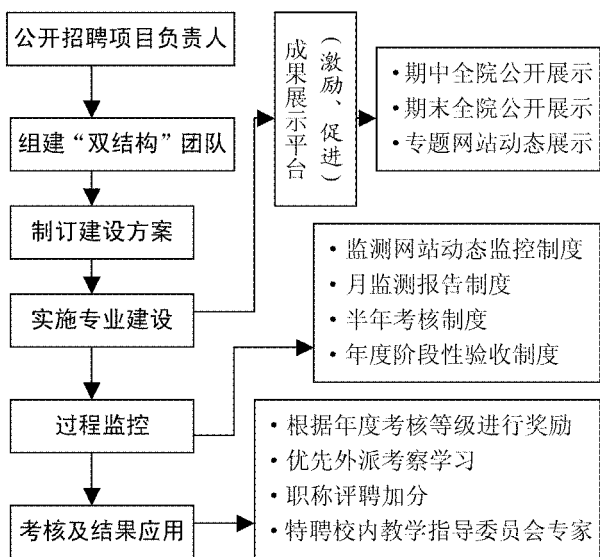 公开招聘项目负责人
组建“双结构”团队
制订建设方案
实施专业建设
过程监控
考核及结果应用
成果展示平台
(激励、促进)
·期中全院公开展示
·期末全院公开展示
·专题网站动态展示
·监测网站动态监控制度
·月监测报告制度
·半年考核制度
·年度阶段性验收制度
·根据年度考核等级进行奖励
·优先外派考察学习
·职称评聘加分
·特聘校内教学指导委员会专家